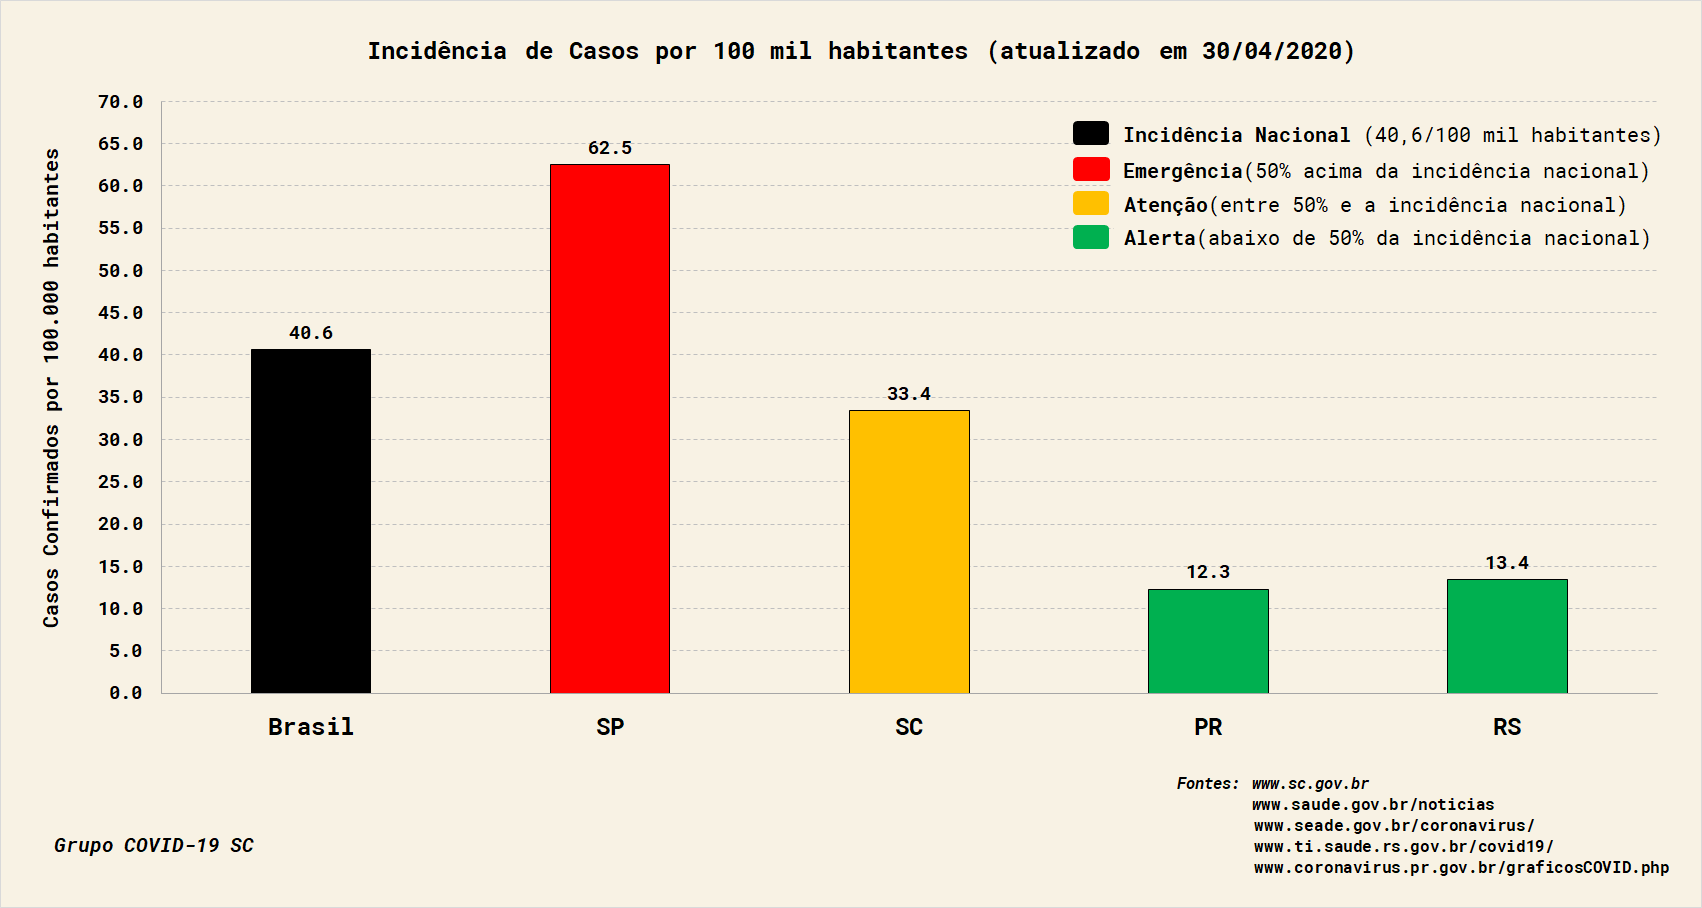 Incidência de Casos por 100 mil habitantes (atualizado em 30/04/2020)
Casos Confirmados por 100.000 habitantes
70.0
65.0
60.0
55.0
50.0
45.0
40.0
35.0
30.0
25.0
20.0
15.0
10.0
5.0
0.0
Incidência Nacional (40,6/100 mil habitantes)
Emergência(50% acima da incidência nacional)
Atenção(entre 50% e a incidência nacional)
Alerta(abaixo de 50% da incidência nacional)
40.6
62.5
33.4
12.3
13.4
Brasil
SP
SC
PR
RS
Fontes: www.sc.gov.br
www.saude.gov.br/noticias
www.seade.gov.br/coronavirus/
www.ti.saude.rs.gov.br/covid19/
www.coronavirus.pr.gov.br/graficosCOVID.php
Grupo COVID-19 SC